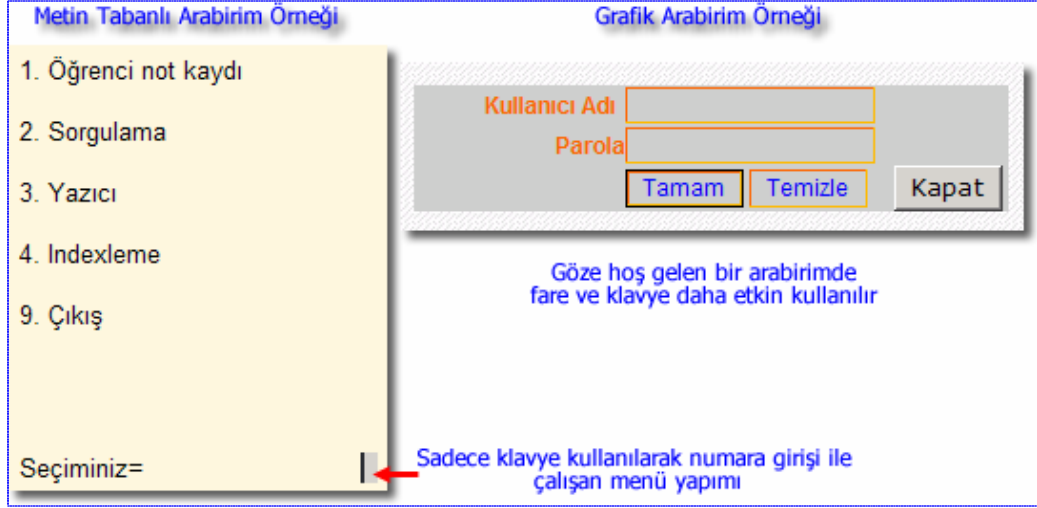 Metin Tabanlı Arabirim Örneği
1. Öğrenci not kaydı
2. Sorgulama
3. Yazıcı
4. Indexleme
9. Çıkış
Seçiminiz=
Grafik Arabirim Örneği
Kullanıcı Adı
Parola
Tamam Temizle Kapat
Göze hoş gelen bir arabirimde
fare ve klavye daha etkin kullanılır
Sadece klavye kullanılarak numara girişi ile
çalışan menü yapımı